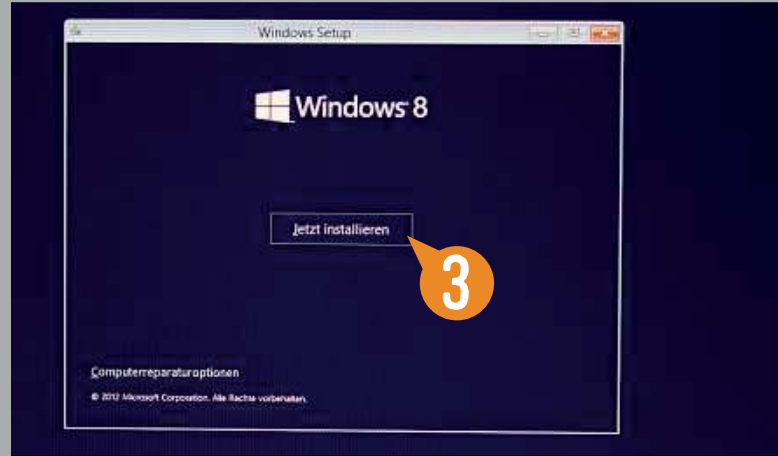 Windows Setup
Windows 8
Jetzt installieren
3
Computerreparaturoptionen
© 2012 Microsoft Corporation. Alle Rechte vorbehalten.